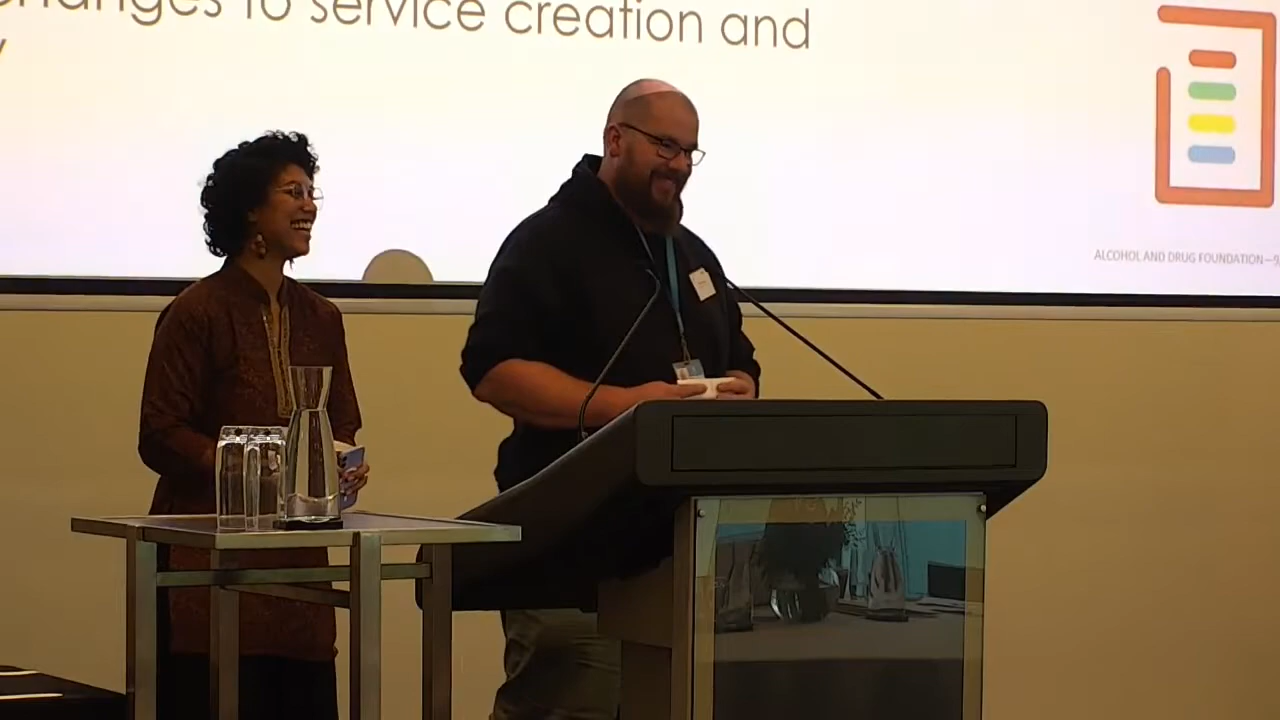 changes to service creation and
ALCOHOL AND DRUG FOUNDATION